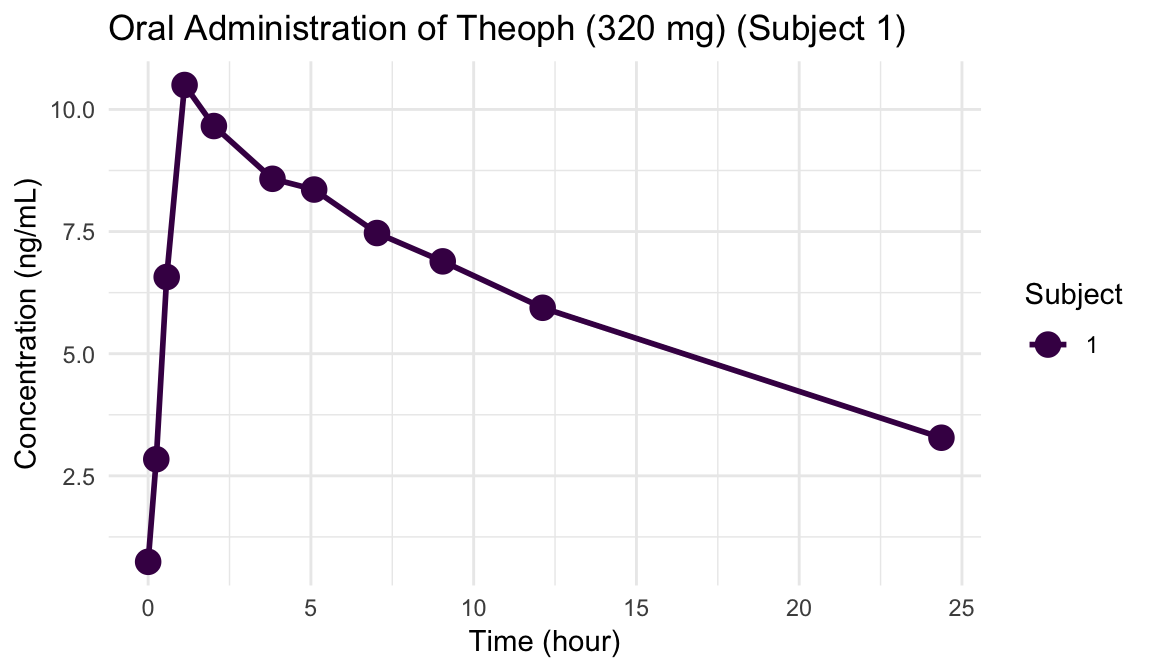 Oral Administration of Theoph (320 mg) (Subject 1)
Concentration (ng/mL)
10.0
7.5
5.0
2.5
0 5 10 15 20 25
Time (hour)
Subject
1